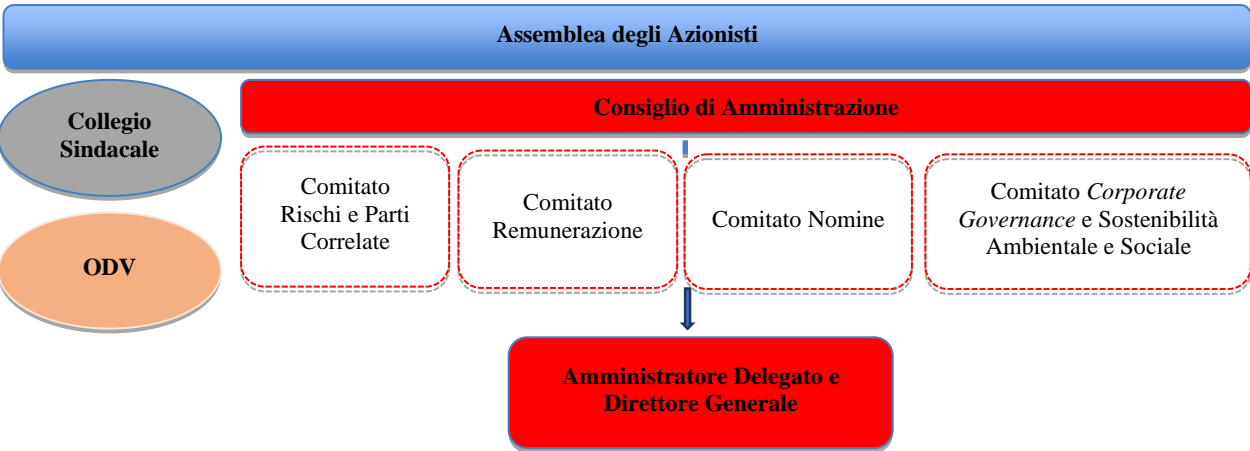 Assemblea degli Azionisti
Collegio
Sindacale
Consiglio di Amministrazione
Comitato
Rischi e Parti
Correlate
Comitato
Remunerazione
Comitato Nomine
Comitato Corporate
Governance e Sostenibilità
Ambientale e Sociale
ODV
Amministratore Delegato e
Direttore Generale